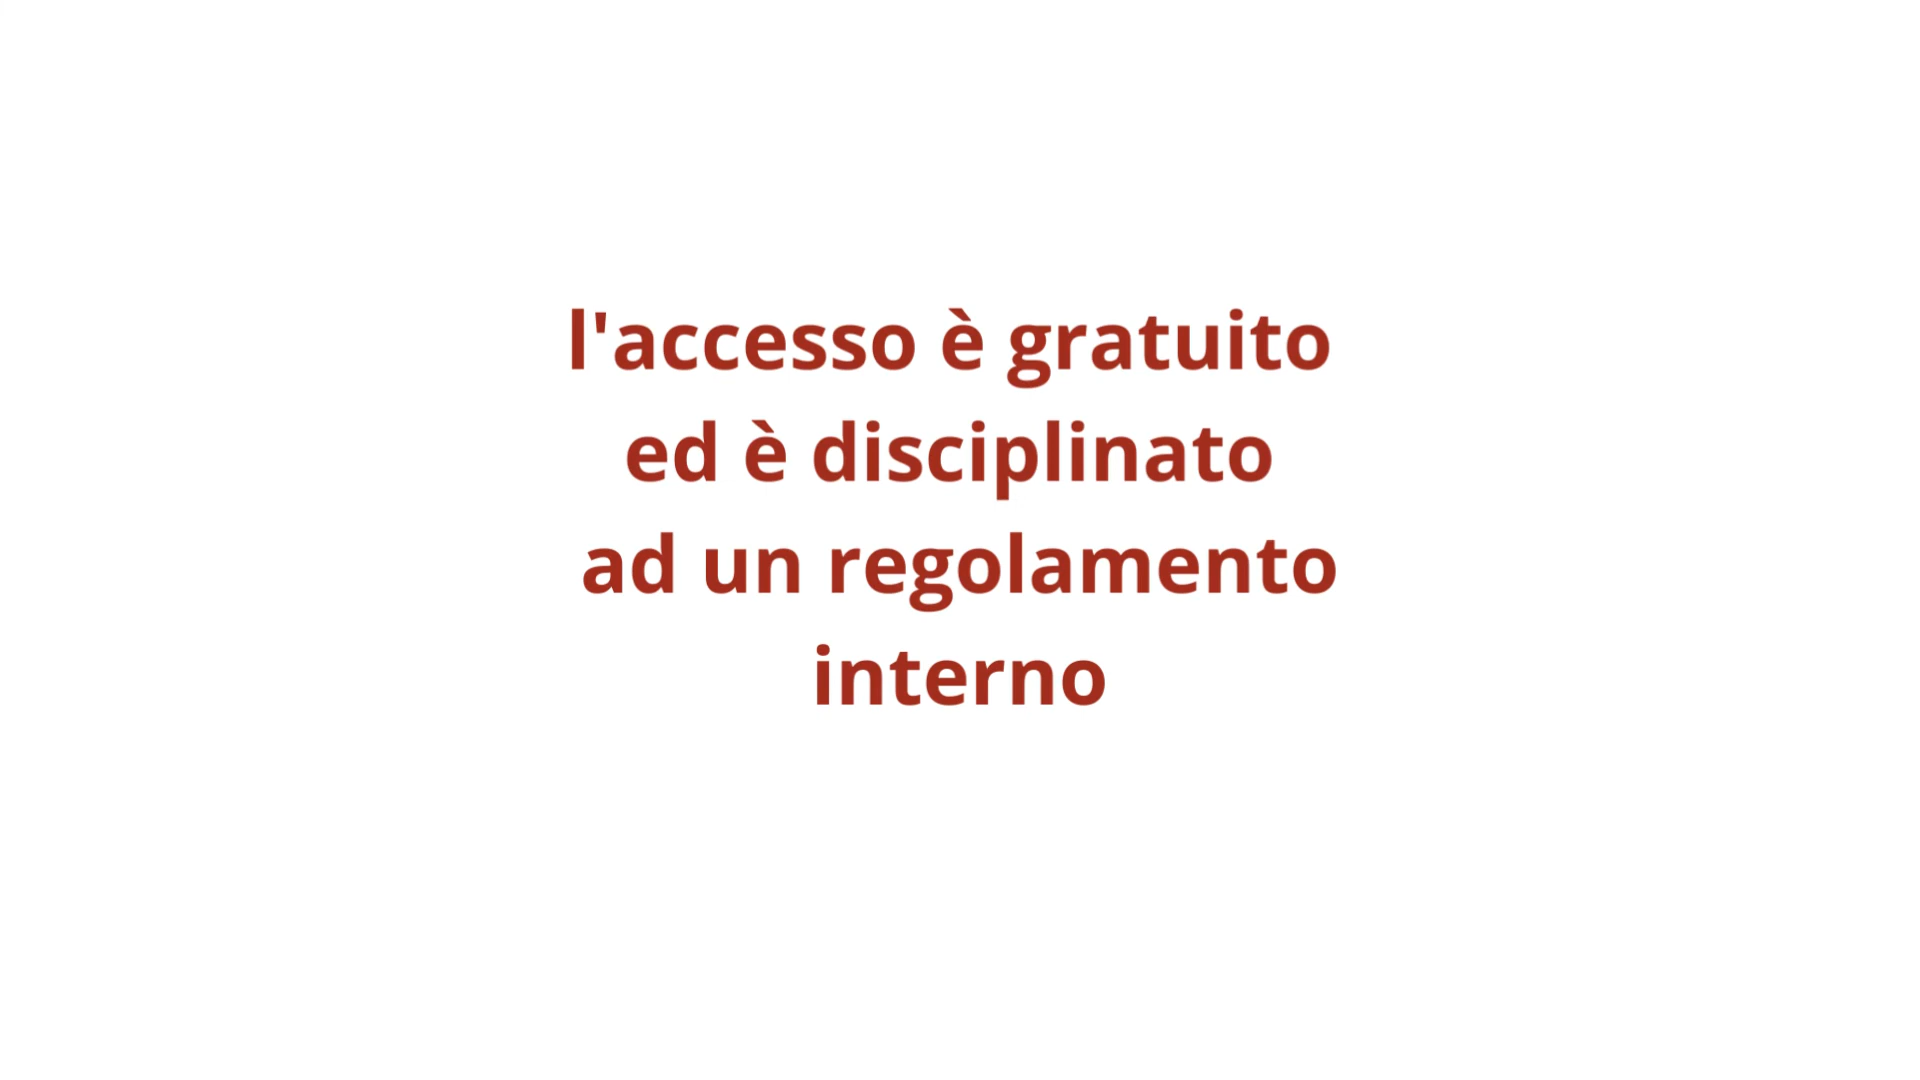 l'accesso è gratuito
ed è disciplinato
ad un regolamento
interno